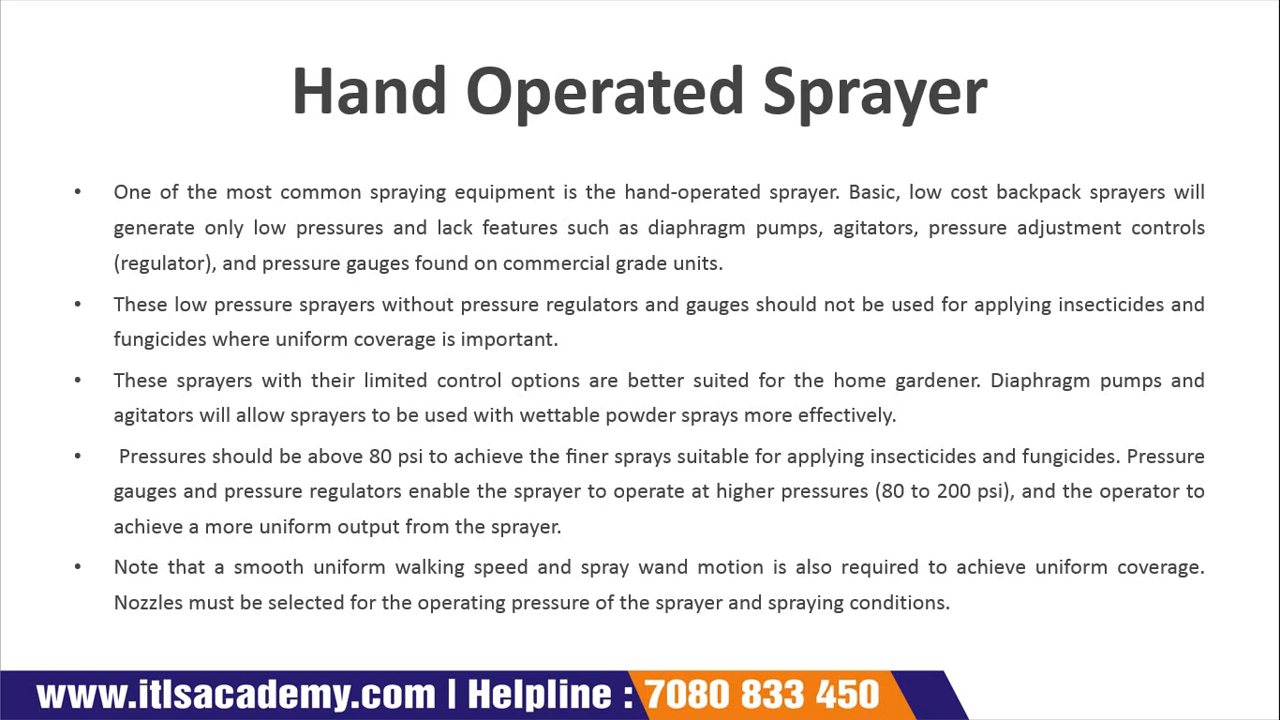 Hand Operated Sprayer
• One of the most common spraying equipment is the hand-operated sprayer. Basic, low cost backpack sprayers will
generate only low pressures and lack features such as diaphragm pumps, agitators, pressure adjustment controls
(regulator), and pressure gauges found on commercial grade units.
• These low pressure sprayers without pressure regulators and gauges should not be used for applying insecticides and
fungicides where uniform coverage is important.
• These sprayers with their limited control options are better suited for the home gardener. Diaphragm pumps and
agitators will allow sprayers to be used with wettable powder sprays more effectively.
• Pressures should be above 80 psi to achieve the finer sprays suitable for applying insecticides and fungicides. Pressure
gauges and pressure regulators enable the sprayer to operate at higher pressures (80 to 200 psi), and the operator to
achieve a more uniform output from the sprayer.
• Note that a smooth uniform walking speed and spray wand motion is also required to achieve uniform coverage.
Nozzles must be selected for the operating pressure of the sprayer and spraying conditions.
www.itlsacademy.com | Helpline : 7080 833 450